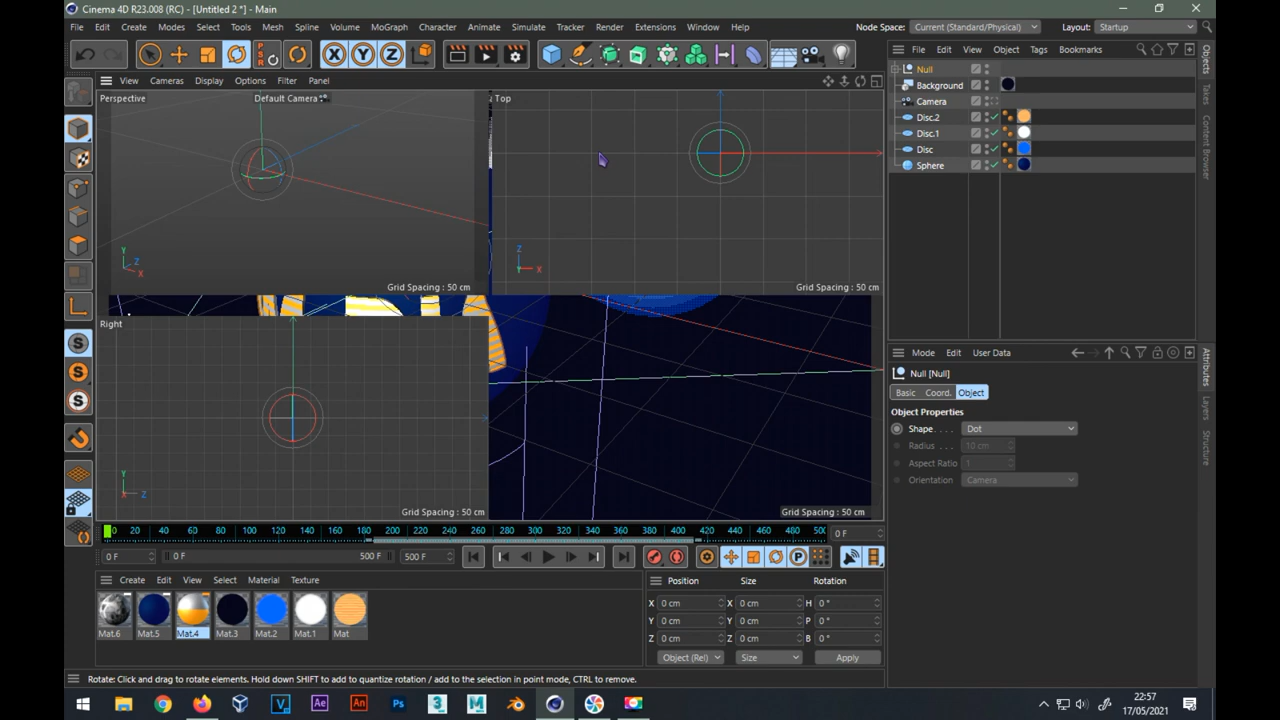 Cinema 4D R23.008 (RC) - [Untitled 2 *] - Main
File Edit Create Modes Select Tools Mesh Spline Volume MoGraph Character Animate Simulate Tracker Render Extensions Window Help Node Space: Current (Standard/Physical) Layout: Startup
P S R
X Y Z
File Edit View Object Tags Bookmarks
View Cameras Display Options Filter Panel
Perspective Default Camera
Grid Spacing : 50 cm
Top
Grid Spacing : 50 cm
Right
Grid Spacing : 50 cm
Grid Spacing : 50 cm
Null
Background
Camera
Disc.2
Disc.1
Disc
Sphere
Objects
Takes
Content Browser
Mode Edit User Data
Null [Null]
Basic Coord. Object
Object Properties
Shape . . . . Dot
Radius . . . 10 cm
Aspect Ratio 1
Orientation Camera
Attributes
Layers
Structure
0 20 40 60 80 100 120 140 160 180 200 220 240 260 280 300 320 340 360 380 400 420 440 460 480 500 0 F
0 F 0 F 500 F 500 F
Create Edit View Select Material Texture
Mat.6 Mat.5 Mat.4 Mat.3 Mat.2 Mat.1 Mat
Position Size Rotation
X 0 cm X 0 cm H 0 °
Y 0 cm Y 0 cm P 0 °
Z 0 cm Z 0 cm B 0 °
Object (Rel) Size Apply
Rotate: Click and drag to rotate elements. Hold down SHIFT to add to quantize rotation / add to the selection in point mode, CTRL to remove.
22:57
17/05/2021